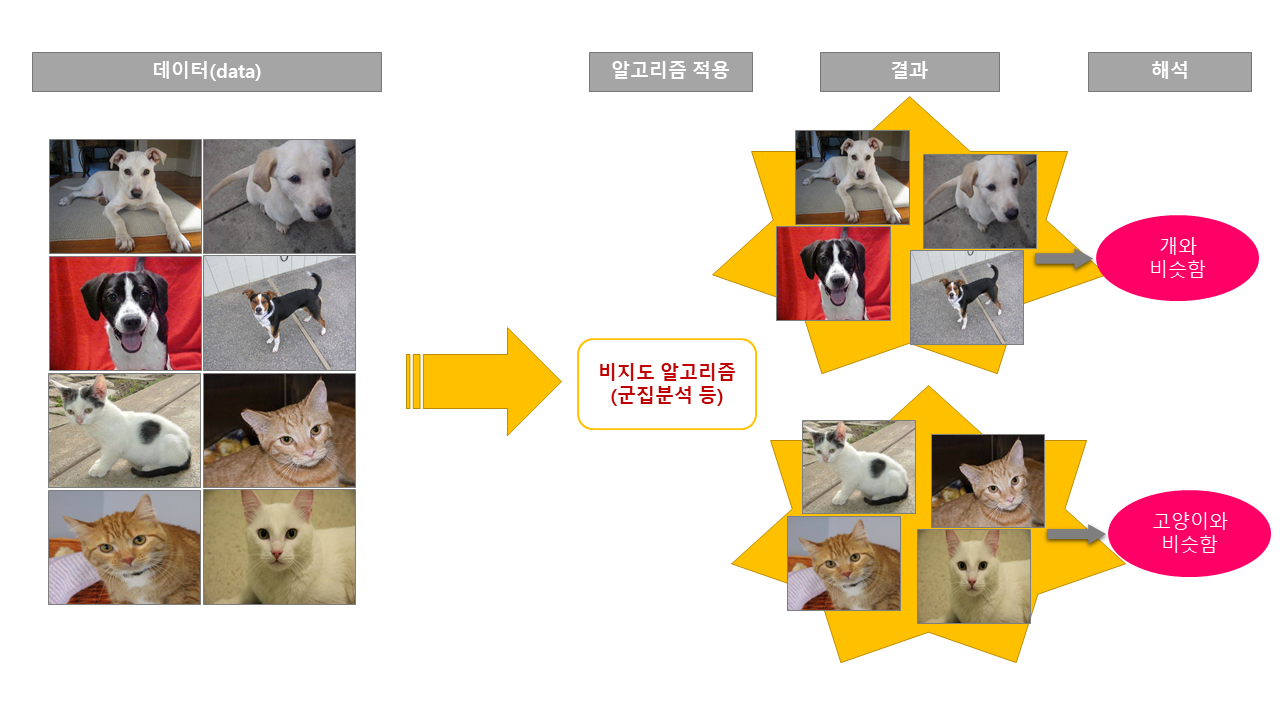 데이터(data)
알고리즘 적용
결과
해석
비지도 알고리즘
(군집분석 등)
개와
비슷함
고양이와
비슷함